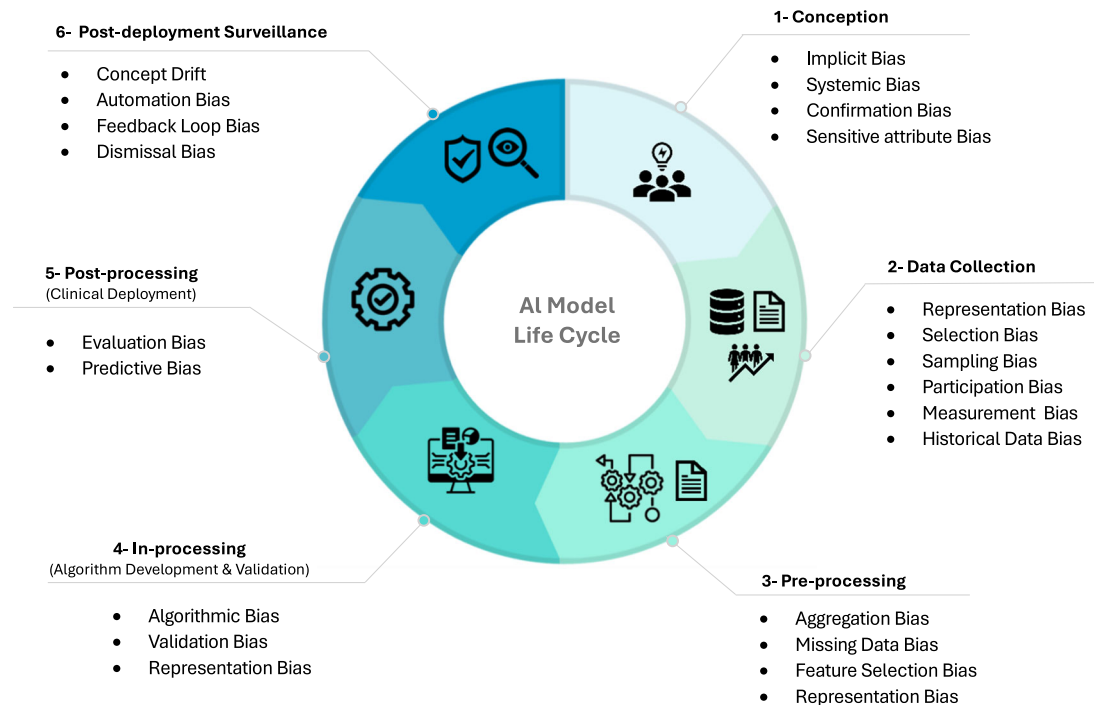 1- Conception
Implicit Bias
Systemic Bias
Confirmation Bias
Sensitive attribute Bias
2- Data Collection
Representation Bias
Selection Bias
Sampling Bias
Participation Bias
Measurement Bias
Historical Data Bias
3- Pre-processing
Aggregation Bias
Missing Data Bias
Feature Selection Bias
Representation Bias
4- In-processing
(Algorithm Development & Validation)
Algorithmic Bias
Validation Bias
Representation Bias
5- Post-processing
(Clinical Deployment)
Evaluation Bias
Predictive Bias
6- Post-deployment Surveillance
Concept Drift
Automation Bias
Feedback Loop Bias
Dismissal Bias
AI Model
Life Cycle